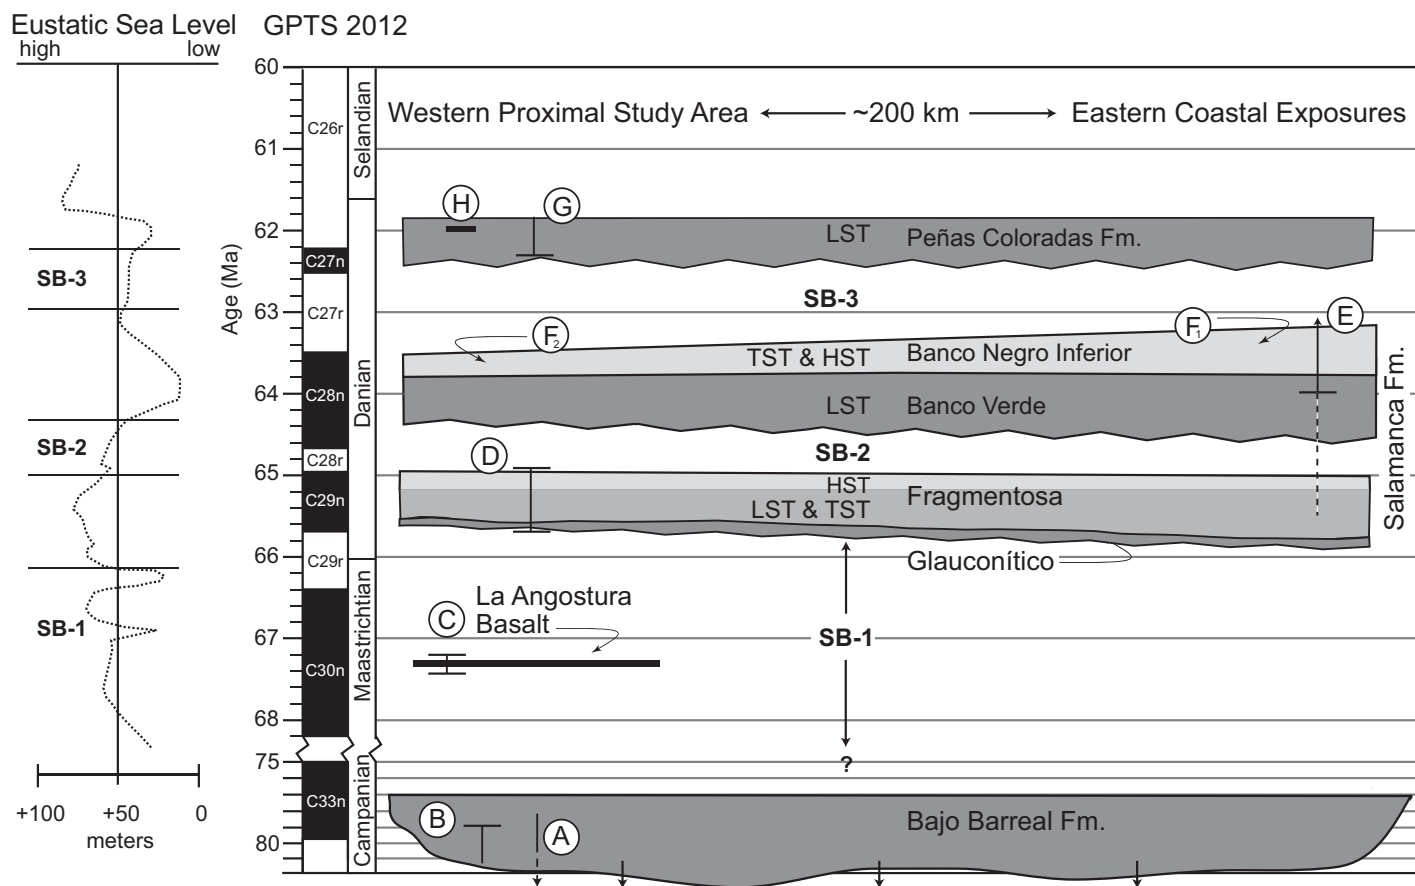 Eustatic Sea Level
high
low
GPTS 2012
Age (Ma)
60
61
62
63
64
65
66
67
68
75
80
C26r
C27n
C27r
C28n
C28r
C29n
C29r
C30n
C33n
Selandian
Danian
Maastrichtian
Campanian
Western Proximal Study Area
~200 km
Eastern Coastal Exposures
H
G
LST
Peñas Coloradas Fm.
SB-3
SB-3
F2
F1
E
TST & HST
Banco Negro Inferior
LST
Banco Verde
Salamanca Fm.
SB-2
SB-2
D
HST
LST & TST
Fragmentosa
Glauconítico
C
La Angostura
Basalt
SB-1
SB-1
?
+100
+50
0
meters
B
A
Bajo Barreal Fm.